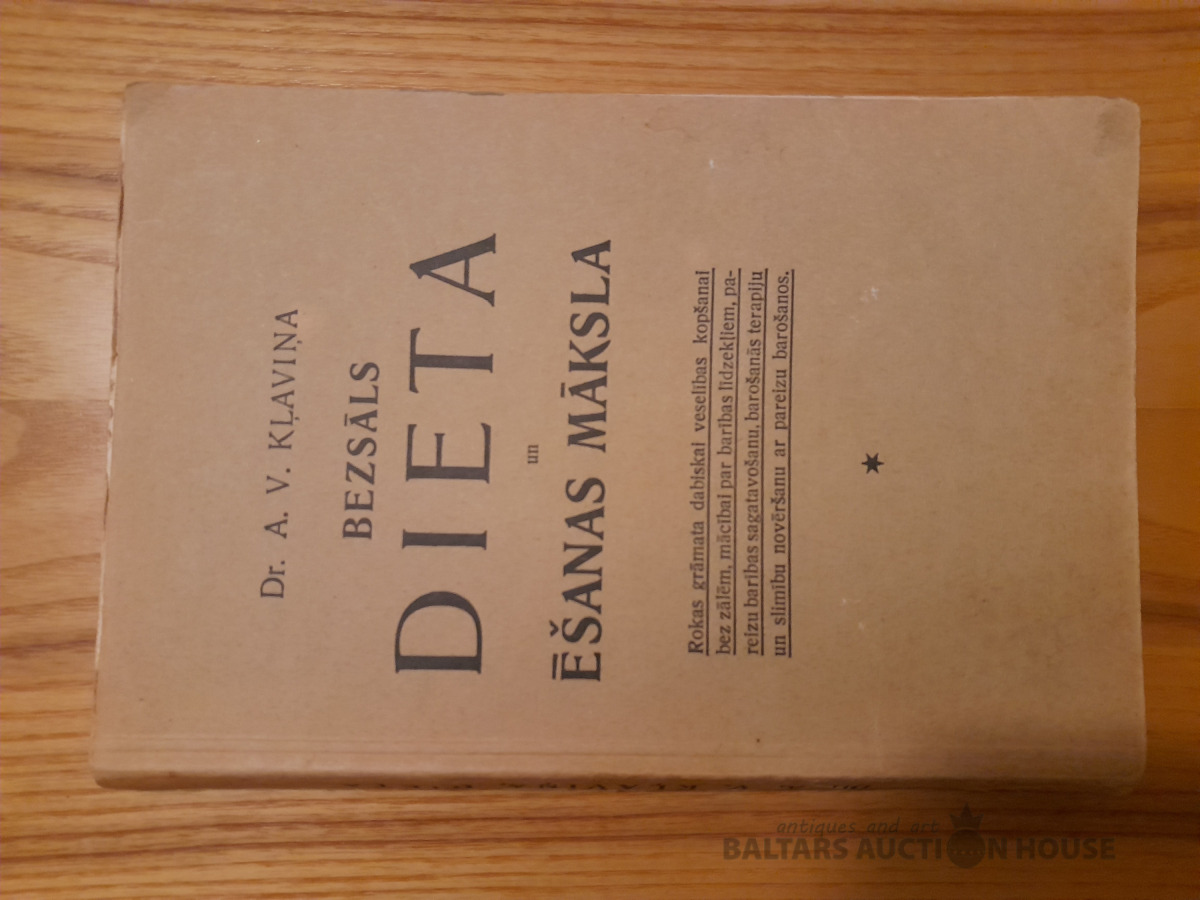 Dr. A. V. KĻAVIŅA
BEZSĀLS
DIETA
un
ĒŠANAS MĀKSLA
Rokas grāmata dabiskai veselības kopšanai
bez zālēm, mācībai par barības līdzekļiem, pa-
reizu barības sagatavošanu, barošanās terapiju
un slimību novēršanu ar pareizu barošanos.
antiques and art
BALTARS AUCTION HOUSE